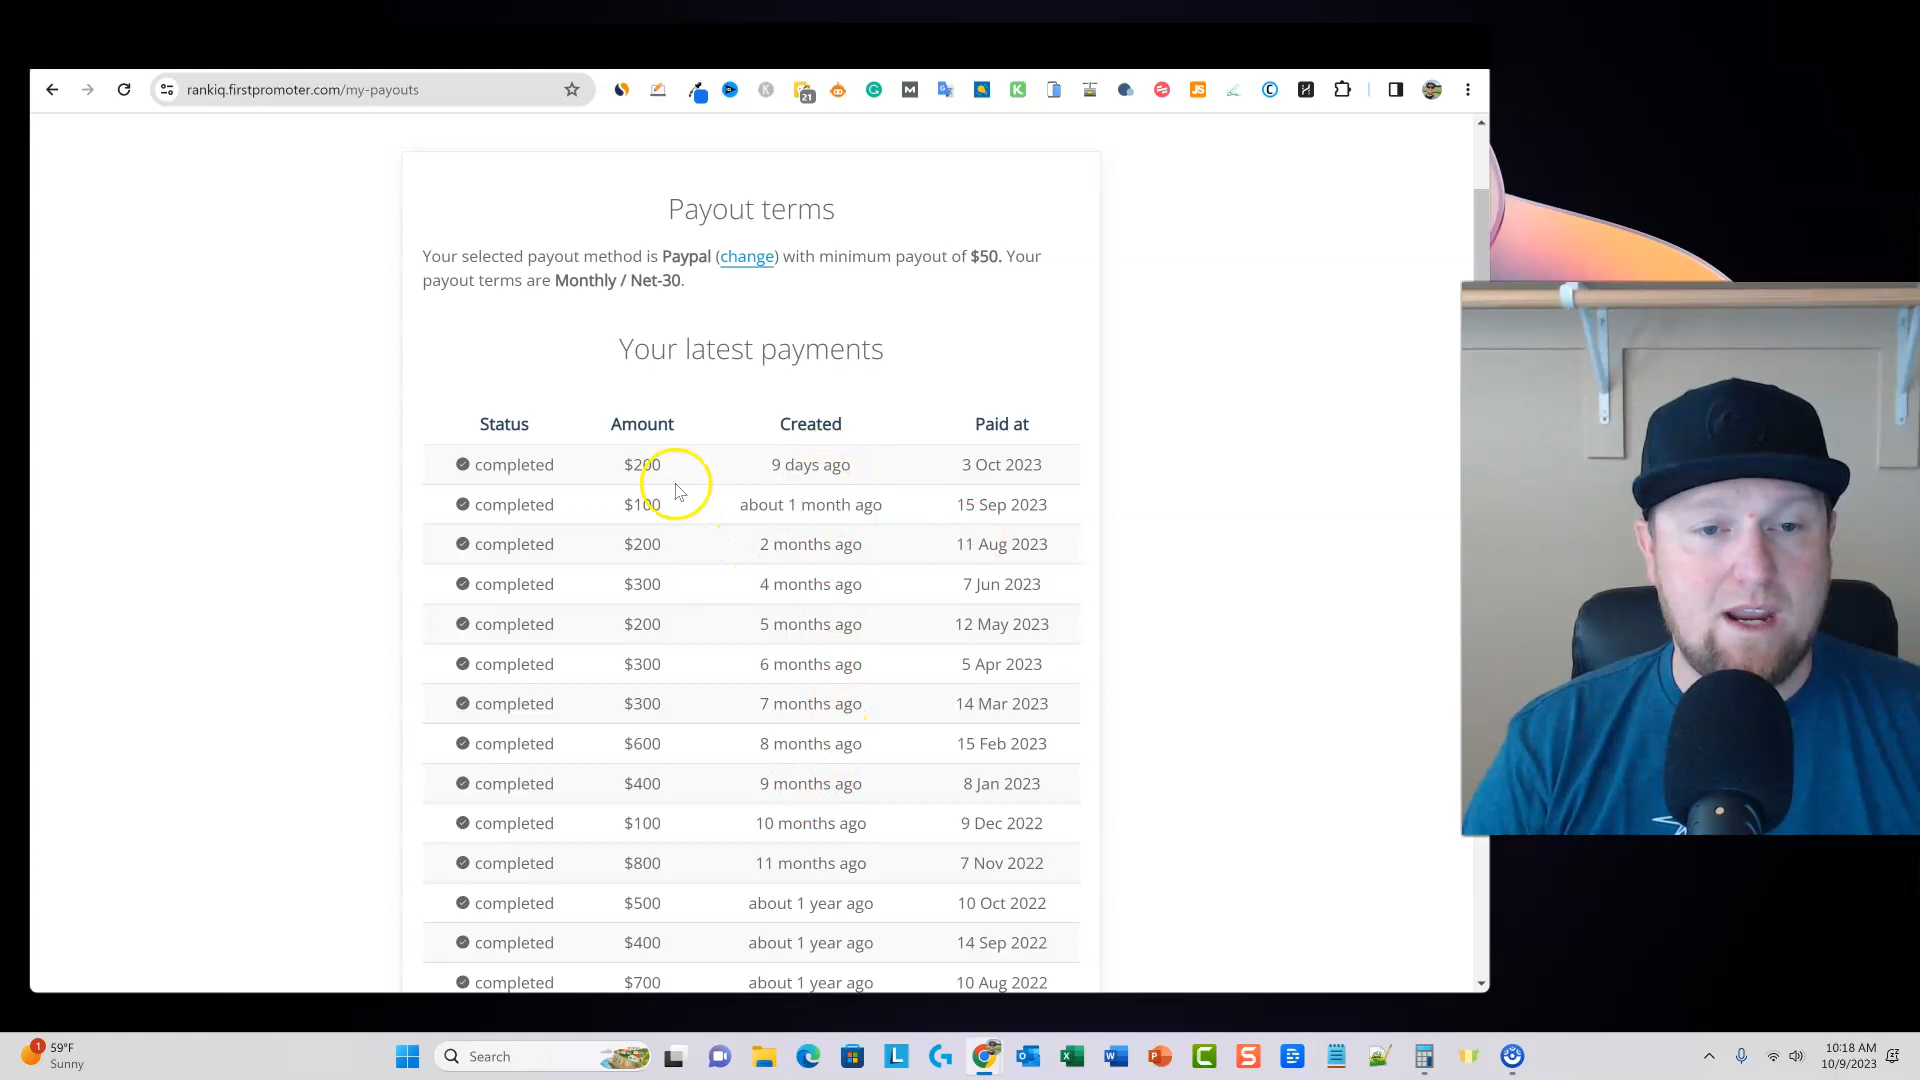 rankiq.firstpromoter.com/my-payouts
21
M
K
JS
Payout terms
Your selected payout method is Paypal (change) with minimum payout of $50. Your
payout terms are Monthly / Net-30.
Your latest payments
Status Amount Created Paid at
completed $200 9 days ago 3 Oct 2023
completed $100 about 1 month ago 15 Sep 2023
completed $200 2 months ago 11 Aug 2023
completed $300 4 months ago 7 Jun 2023
completed $200 5 months ago 12 May 2023
completed $300 6 months ago 5 Apr 2023
completed $300 7 months ago 14 Mar 2023
completed $600 8 months ago 15 Feb 2023
completed $400 9 months ago 8 Jan 2023
completed $100 10 months ago 9 Dec 2022
completed $800 11 months ago 7 Nov 2022
completed $500 about 1 year ago 10 Oct 2022
completed $400 about 1 year ago 14 Sep 2022
completed $700 about 1 year ago 10 Aug 2022
1
59°F
Sunny
Search
L
10:18 AM
10/9/2023